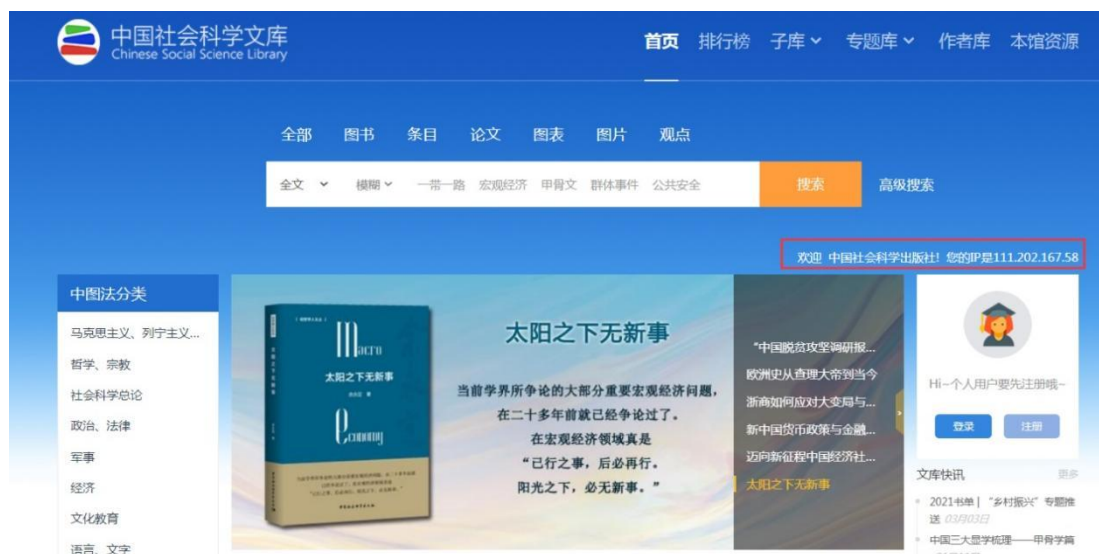 中国社会科学文库
Chinese Social Science Library
首页 排行榜 子库 专题库 作者库 本馆资源
全部 图书 条目 论文 图表 图片 观点
全文 模糊 一带一路 宏观经济 甲骨文 群体事件 公共安全 搜索 高级搜索
欢迎 中国社会科学出版社! 您的IP是111.202.167.58
中图法分类
马克思主义、列宁主义...
哲学、宗教
社会科学总论
政治、法律
军事
经济
文化教育
语言、文字
Macro
太阳之下无新事
Economy
太阳之下无新事
当前学界所争论的大部分重要宏观经济问题,
在二十多年前就已经争论过了。
在宏观经济领域真是
“已行之事,后必再行。
阳光之下,必无新事。”
“中国脱贫攻坚调研报...
欧洲史从查理大帝到当今
浙商如何应对大变局与...
新中国货币政策与金融...
迈向新征程中国经济社...
太阳之下无新事
Hi~个人用户要先注册哦~
登录 注册
文库快讯 更多
2021书单| “乡村振兴”专题推
送 03月03日
中国三大显学梳理——甲骨学篇